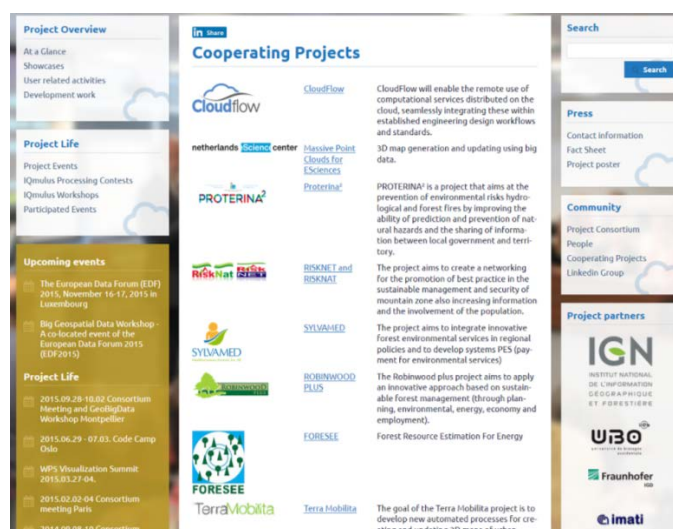 Project Overview
At a Glance
Showcases
User related activities
Development work
Project Life
Project Events
IQmulus Processing Contests
IQmulus Workshops
Participated Events
Upcoming events
The European Data Forum (EDF)
2015, November 16-17, 2015 in
Luxembourg
Big Geospatial Data Workshop -
A co-located event of the
European Data Forum 2015
(EDF2015)
Project Life
2015.09.28-10.02 Consortium
Meeting and GeoBigData
Workshop Montpellier
2015.06.29 - 07.03. Code Camp
Oslo
WPS Visualization Summit
2015.03.27-04.
2015.02.02-04 Consortium
meeting Paris
in Share
Cooperating Projects
Cloudflow
CloudFlow
CloudFlow will enable the remote use of
computational services distributed on the
cloud, seamlessly integrating these within
established engineering design workflows
and standards.
netherlands eScience center
Massive Point
Clouds for
ESciences
3D map generation and updating using big
data.
PROTERINA²
Proterina²
PROTERINA² is a project that aims at the
prevention of environmental risks hydro-
logical and forest fires by improving the
ability of prediction and prevention of nat-
ural hazards and the sharing of informa-
tion between local government and terri-
tory.
RiskNat RISK NET
RISKNET and
RISKNAT
The project aims to create a networking
for the promotion of best practice in the
sustainable management and security of
mountain zone also increasing information
and the involvement of the population.
SYLVAMED
SYLVAMED
The project aims to integrate innovative
forest environmental services in regional
policies and to develop systems PES (pay-
ment for environmental services)
ROBINWOOD
ROBINWOOD
PLUS
The Robinwood plus project aims to apply
an innovative approach based on sustain-
able forest management (through plan-
ning, environmental, energy, economy and
employment).
FORESEE
FORESEE
Forest Resource Estimation For Energy
TerraMobilita
Terra Mobilita
The goal of the Terra Mobilita project is to
develop new automated processes for cre-
Search
Search
Press
Contact information
Fact Sheet
Project poster
Community
Project Consortium
People
Cooperating Projects
Linkedin Group
Project partners
IGN
INSTITUT NATIONAL
DE L'INFORMATION
GÉOGRAPHIQUE
ET FORESTIÈRE
UBO
Fraunhofer
IGD
imati